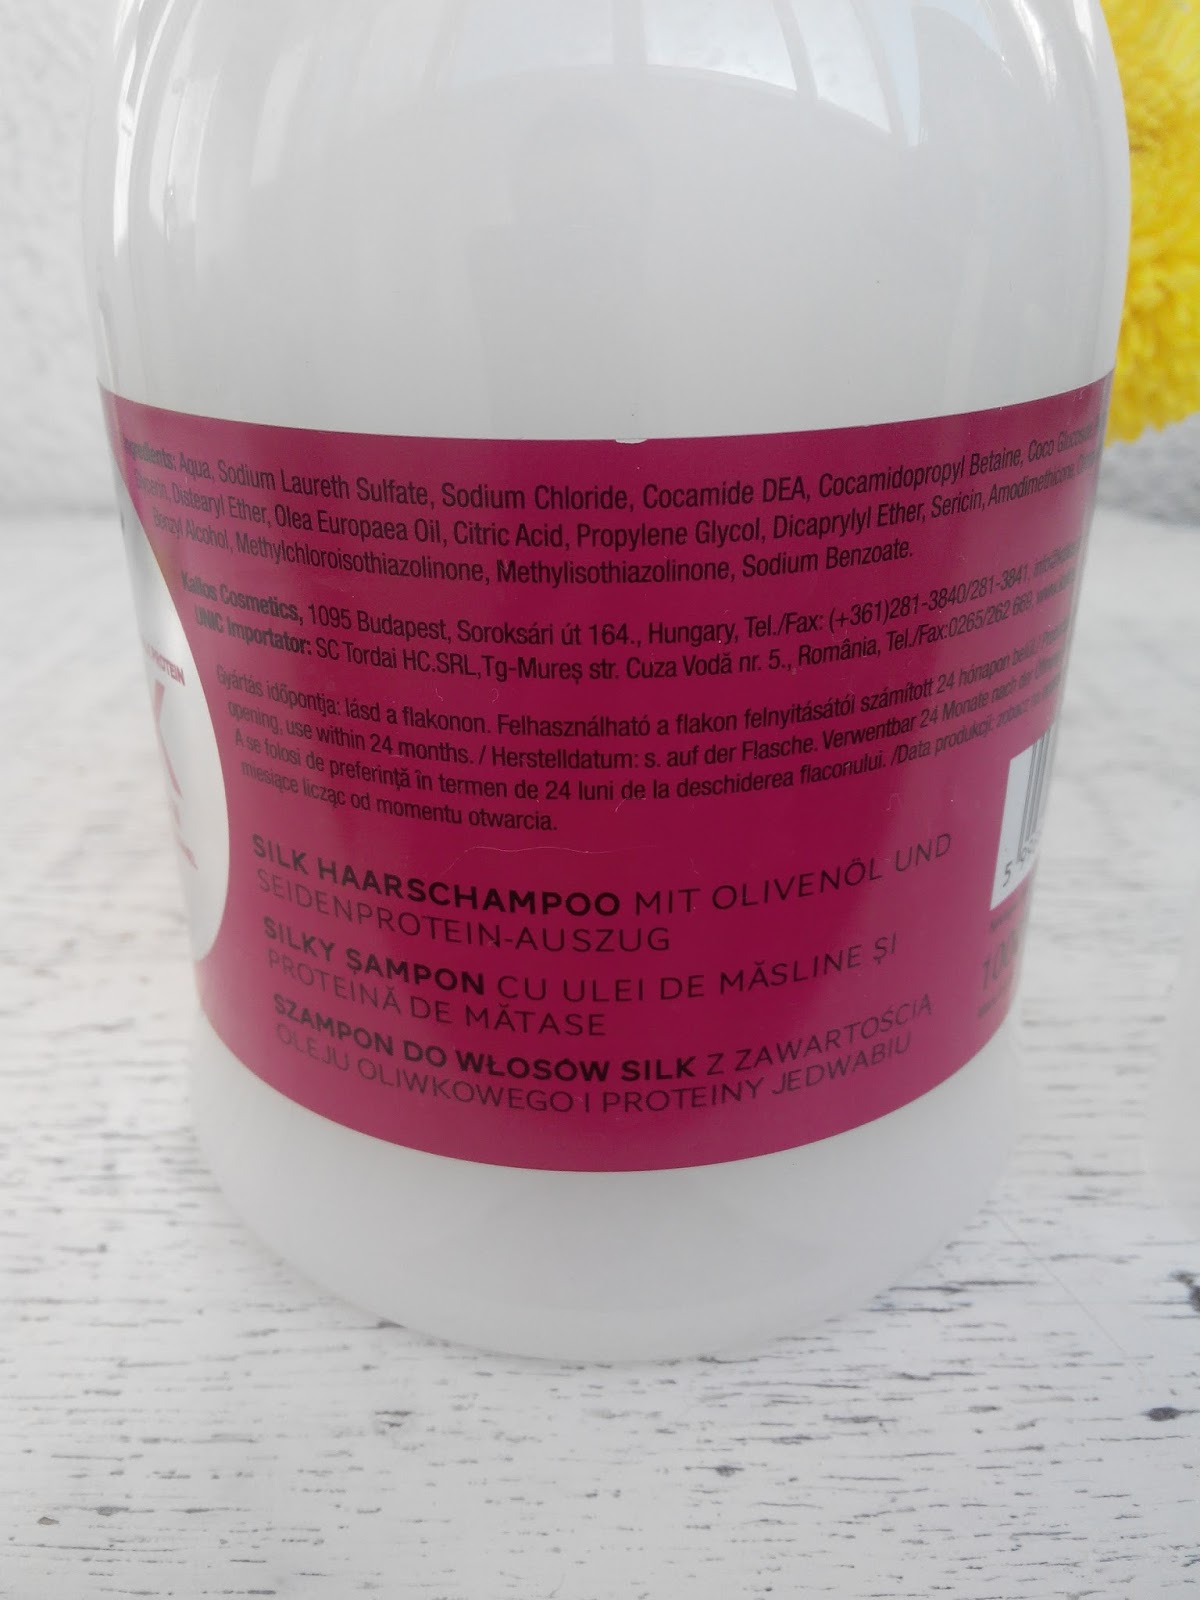 Ingredients: Aqua, Sodium Laureth Sulfate, Sodium Chloride, Cocamide DEA, Cocamidopropyl Betaine, Coco Glucoside,
Glycerin, Distearyl Ether, Olea Europaea Oil, Citric Acid, Propylene Glycol, Dicaprylyl Ether, Sericin, Amodimethicone,
Benzyl Alcohol, Methylchloroisothiazolinone, Methylisothiazolinone, Sodium Benzoate.
Kallos Cosmetics, 1095 Budapest, Soroksári út 164., Hungary, Tel./Fax: (+361)281-3840/281-3841,
UNIC Importator: SC Tordai HC.SRL,Tg-Mureș str. Cuza Vodă nr. 5., România, Tel./Fax:0265/262 669,
Gyártás időpontja: lásd a flakonon. Felhasználható a flakon felnyitásától számított 24 hónapon belül./
opening, use within 24 months. / Herstelldatum: s. auf der Flasche. Verwentbar 24 Monate nach der
A se folosi de preferință în termen de 24 luni de la deschiderea flaconului. /Data produkcji: zobacz
miesiące licząc od momentu otwarcia.
PROTEIN
K
SILK HAARSCHAMPOO MIT OLIVENÖL UND
SEIDENPROTEIN-AUSZUG
SILKY ȘAMPON CU ULEI DE MĂSLINE ȘI
PROTEINĂ DE MĂTASE
SZAMPON DO WŁOSÓW SILK Z ZAWARTOŚCIĄ
OLEJU OLIWKOWEGO I PROTEINY JEDWABIU
5